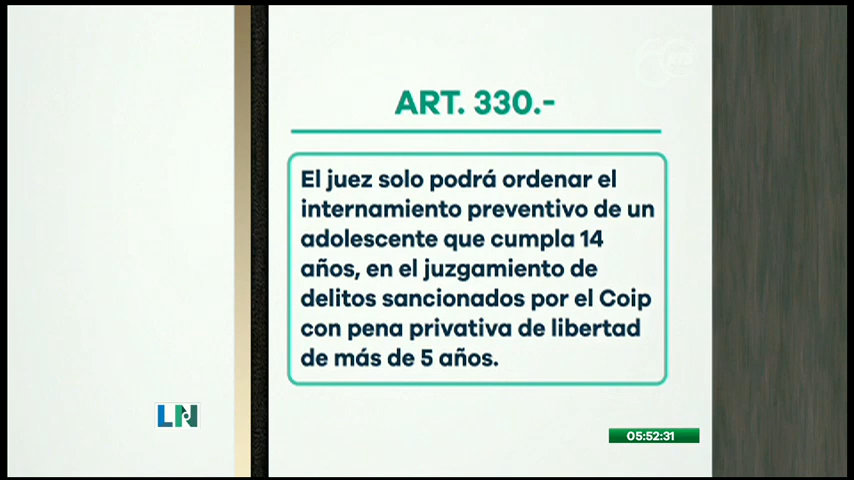 ART. 330.-
El juez solo podrá ordenar el
internamiento preventivo de un
adolescente que cumpla 14
años, en el juzgamiento de
delitos sancionados por el Coip
con pena privativa de libertad
de más de 5 años.
LN
05:52:31